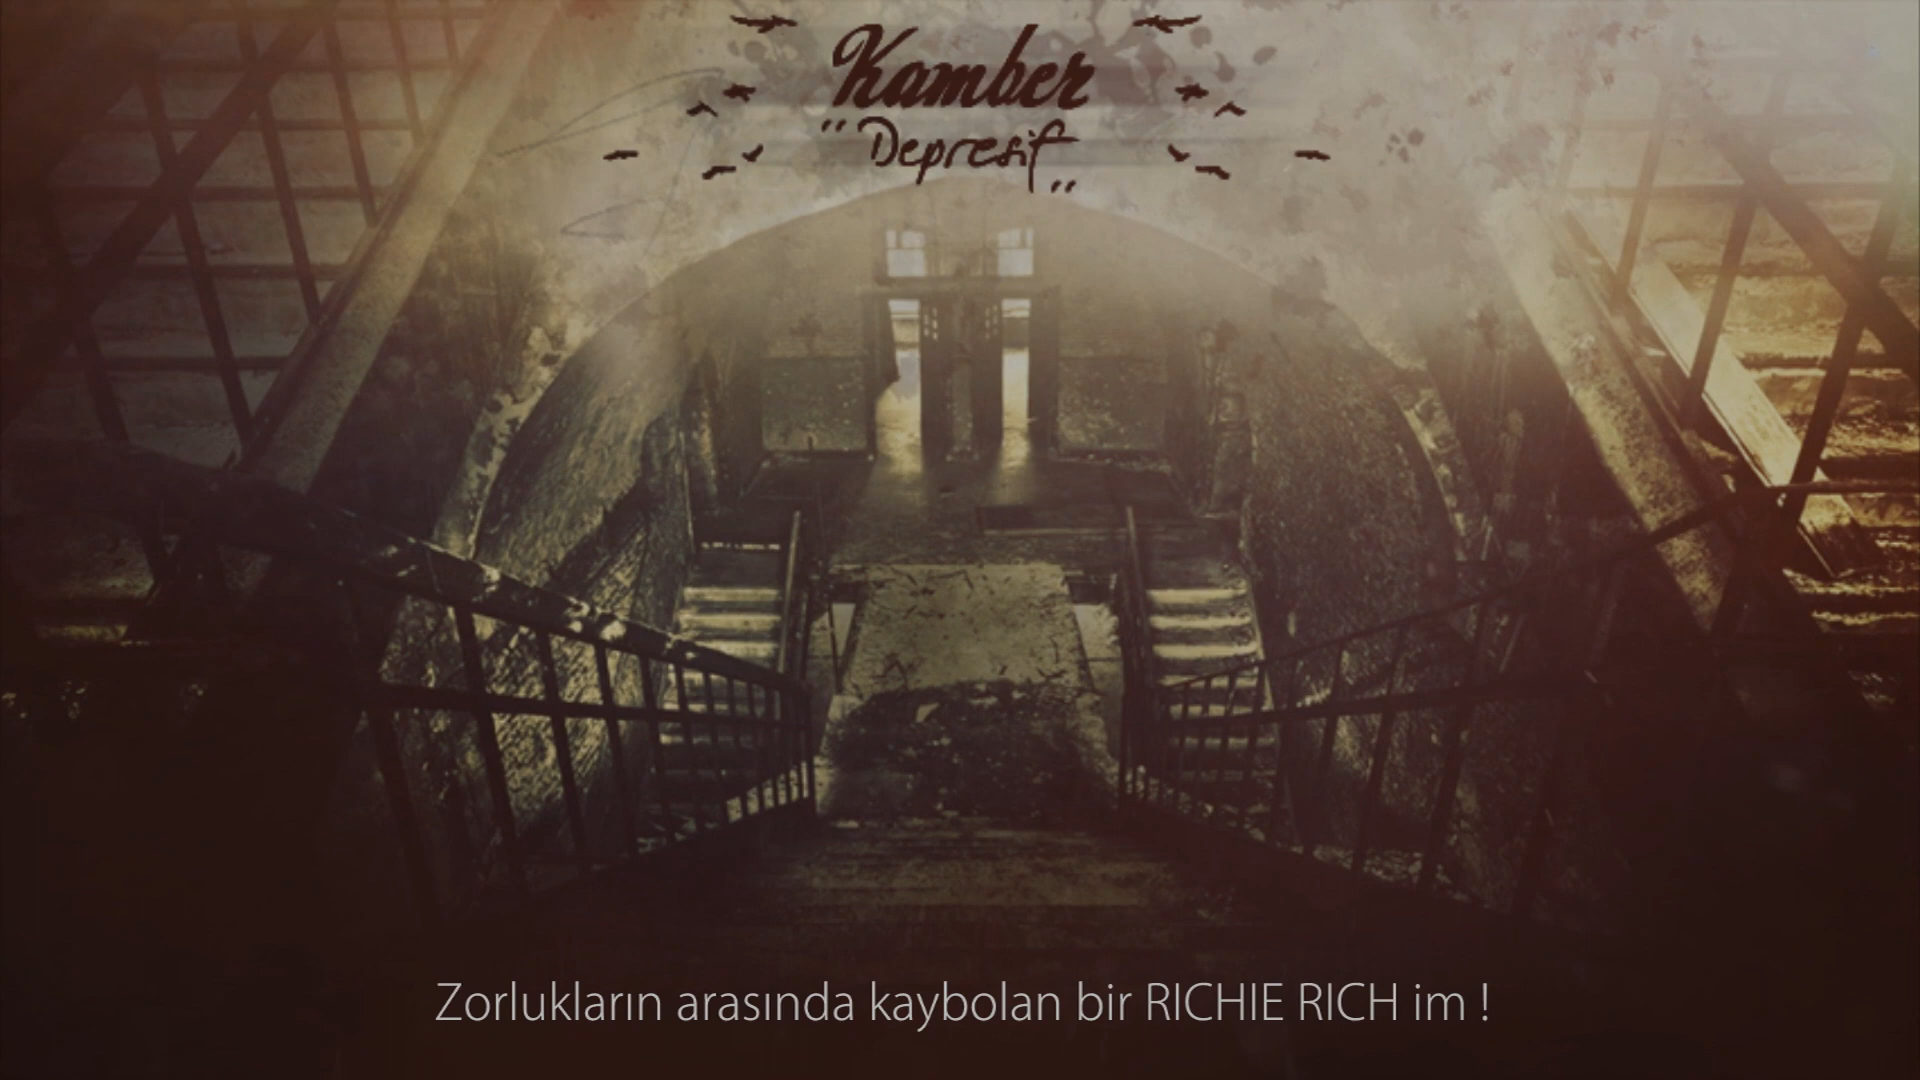 Kamber
"Depresif"
Zorlukların arasında kaybolan bir RICHIE RICH im !